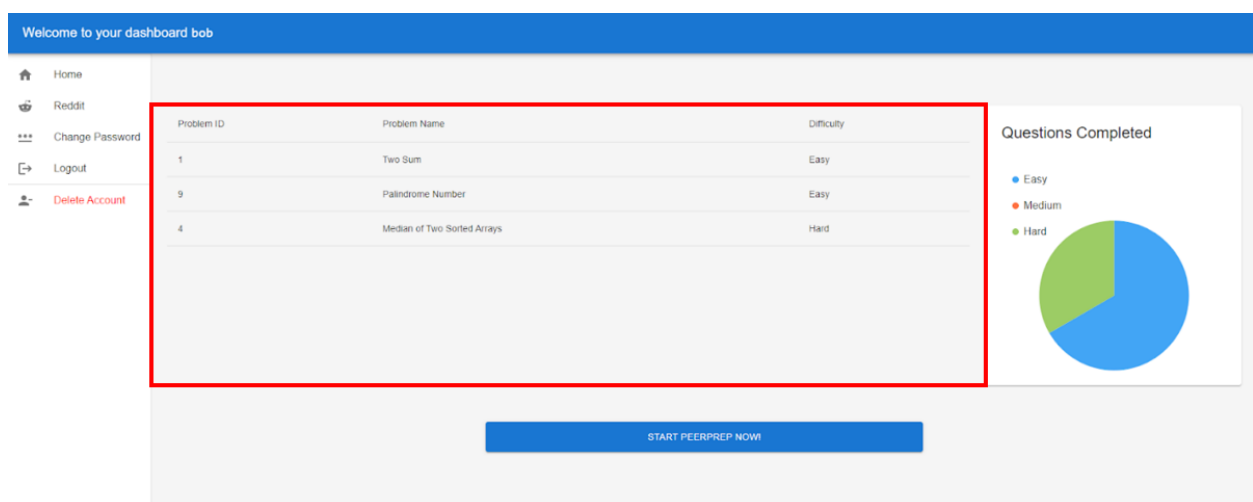 Welcome to your dashboard bob
Home
Reddit
Change Password
Logout
Delete Account
Problem ID Problem Name Difficulty
1 Two Sum Easy
9 Palindrome Number Easy
4 Median of Two Sorted Arrays Hard
Questions Completed
Easy
Medium
Hard
START PEERPREP NOW!